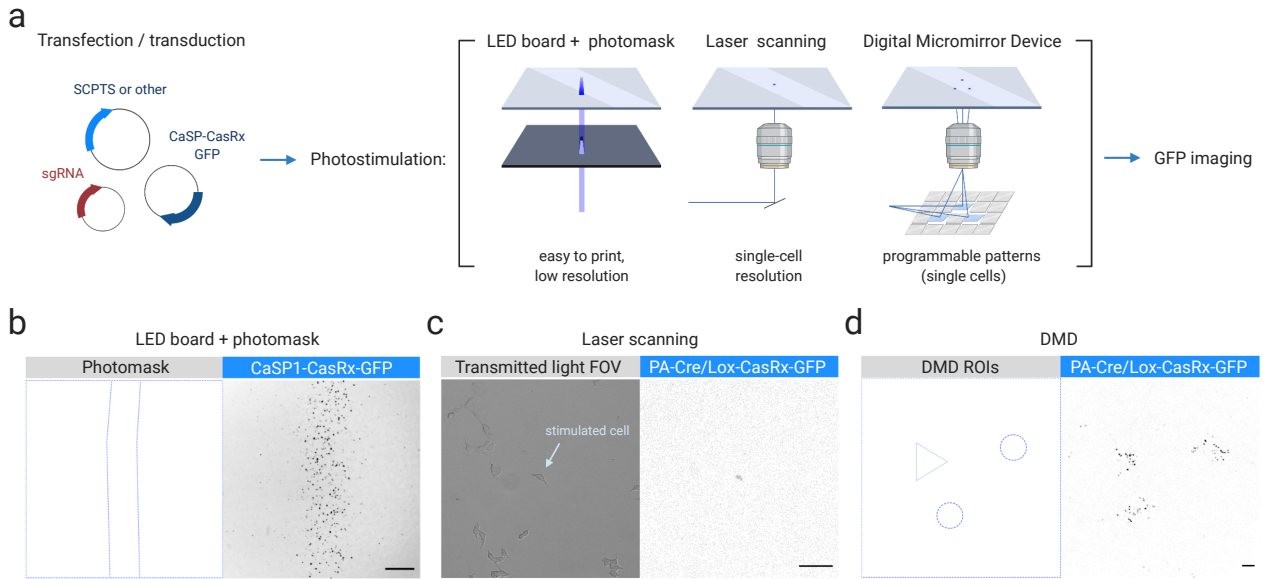 a
Transfection / transduction
SCPTS or other
CaSP-CasRx
GFP
sgRNA
Photostimulation:
LED board + photomask
easy to print,
low resolution
Laser scanning
single-cell
resolution
Digital Micromirror Device
programmable patterns
(single cells)
GFP imaging
b
LED board + photomask
Photomask
CaSP1-CasRx-GFP
c
Laser scanning
Transmitted light FOV
PA-Cre/Lox-CasRx-GFP
stimulated cell
d
DMD
DMD ROIs
PA-Cre/Lox-CasRx-GFP